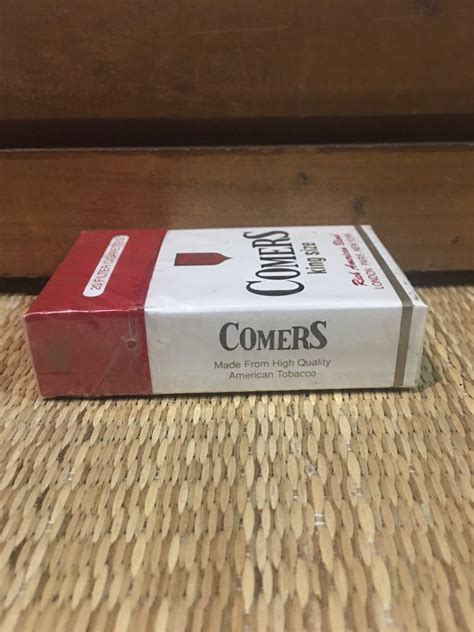 20 FILTER CIGARETTES
COMERS
king size
Rich American Blend
LONDON PARIS NEW YORK
COMERS
Made From High Quality
American Tobacco